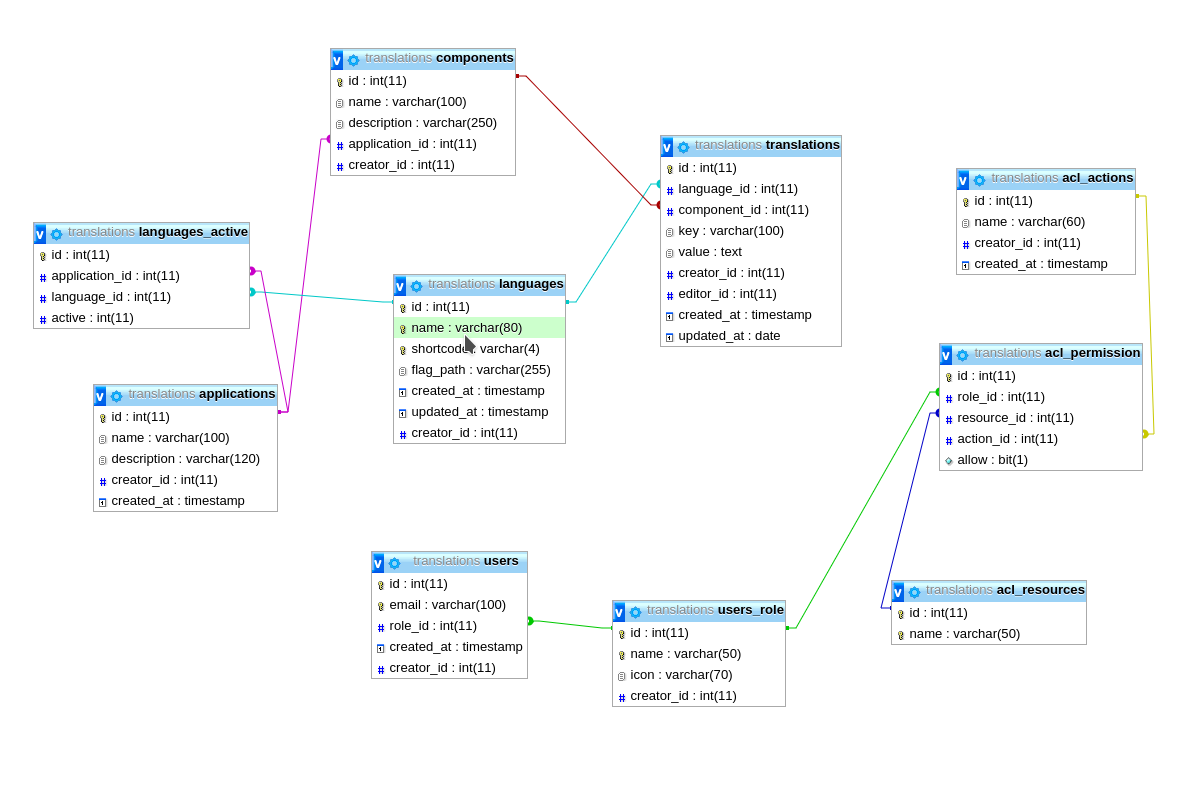 translations components
id : int(11)
name : varchar(100)
description : varchar(250)
application_id : int(11)
creator_id : int(11)
translations translations
id : int(11)
language_id : int(11)
component_id : int(11)
key : varchar(100)
value : text
creator_id : int(11)
editor_id : int(11)
created_at : timestamp
updated_at : date
translations acl_actions
id : int(11)
name : varchar(60)
creator_id : int(11)
created_at : timestamp
translations languages_active
id : int(11)
application_id : int(11)
language_id : int(11)
active : int(11)
translations languages
id : int(11)
name : varchar(80)
shortcode : varchar(4)
flag_path : varchar(255)
created_at : timestamp
updated_at : timestamp
creator_id : int(11)
translations acl_permission
id : int(11)
role_id : int(11)
resource_id : int(11)
action_id : int(11)
allow : bit(1)
translations applications
id : int(11)
name : varchar(100)
description : varchar(120)
creator_id : int(11)
created_at : timestamp
translations users
id : int(11)
email : varchar(100)
role_id : int(11)
created_at : timestamp
creator_id : int(11)
translations users_role
id : int(11)
name : varchar(50)
icon : varchar(70)
creator_id : int(11)
translations acl_resources
id : int(11)
name : varchar(50)